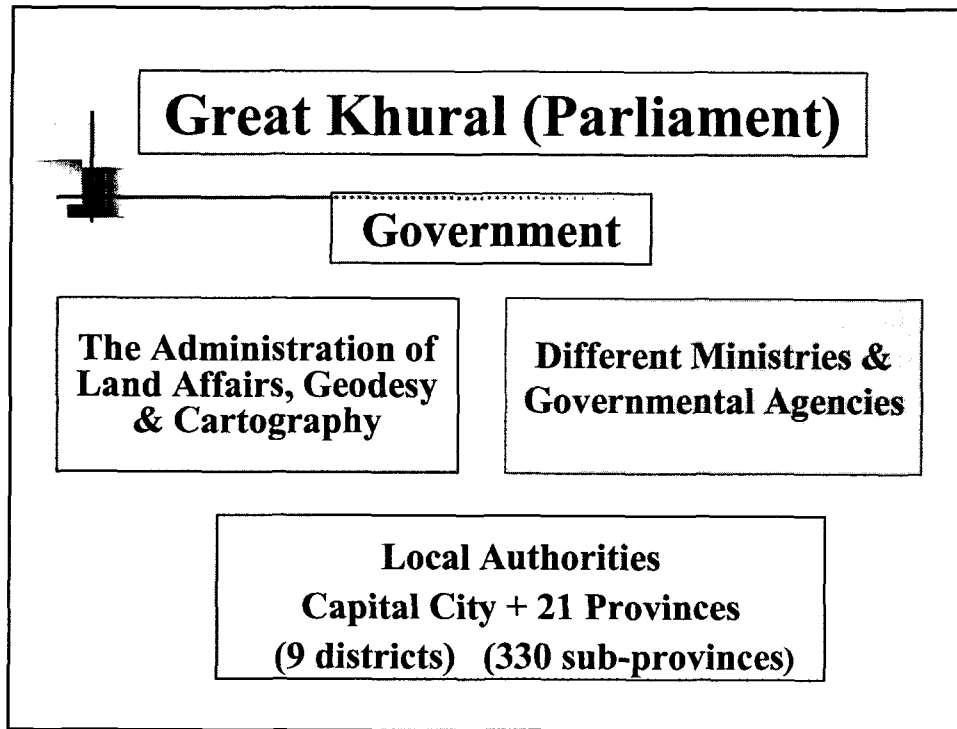 Great Khural (Parliament)
Government
The Administration of
Land Affairs, Geodesy
& Cartography
Different Ministries &
Governmental Agencies
Local Authorities
Capital City + 21 Provinces
(9 districts) (330 sub-provinces)